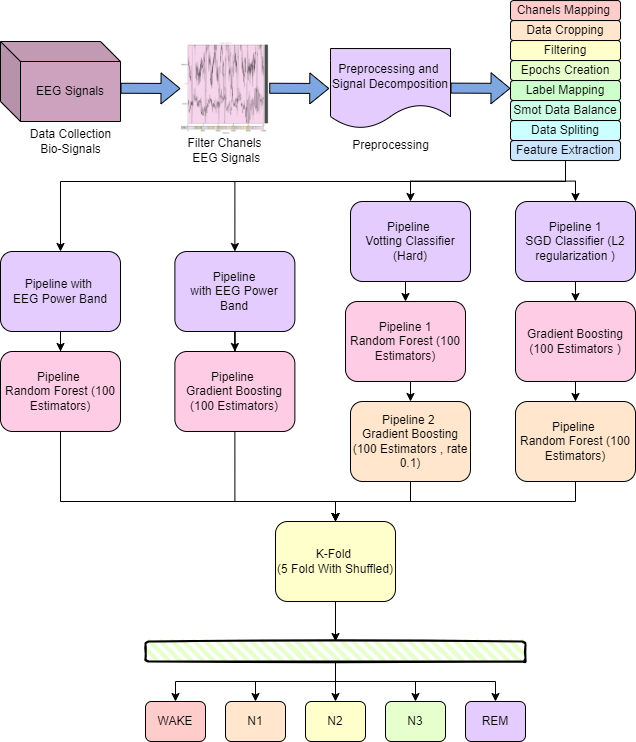 Chanels Mapping
Data Cropping
Filtering
Epochs Creation
Label Mapping
Smot Data Balance
Data Spliting
Feature Extraction
EEG Signals
Data Collection
Bio-Signals
Filter Chanels
EEG Signals
Preprocessing and
Signal Decomposition
Preprocessing
Pipeline with
EEG Power Band
Pipeline
with EEG Power
Band
Pipeline
Votting Classifier
(Hard)
Pipeline 1
SGD Classifier (L2
regularization )
Pipeline
Random Forest (100
Estimators)
Pipeline
Gradient Boosting
(100 Estimators)
Pipeline 1
Random Forest (100
Estimators)
Gradient Boosting
(100 Estimators )
Pipeline 2
Gradient Boosting
(100 Estimators , rate
0.1)
Pipeline
Random Forest (100
Estimators)
K-Fold
(5 Fold With Shuffled)
WAKE
N1
N2
N3
REM